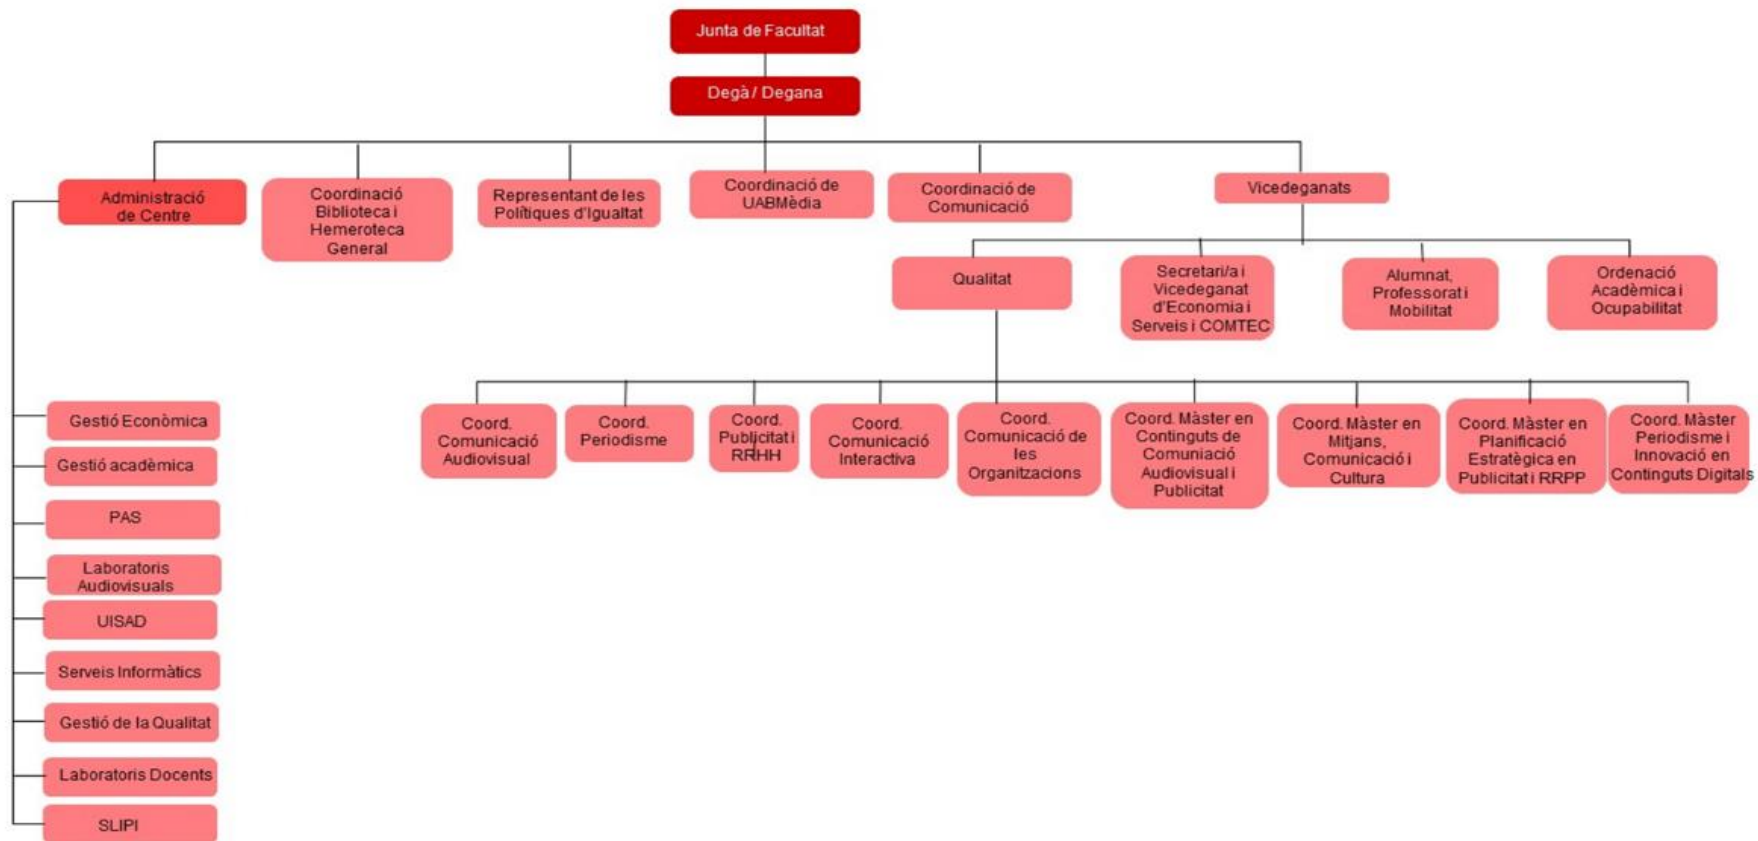 Junta de Facultat
Degà / Degana
Administració
de Centre
Coordinació
Biblioteca i
Hemeroteca
General
Representant de les
Polítiques d'Igualtat
Coordinació de
UABMèdia
Coordinació de
Comunicació
Vicedeganats
Qualitat
Secretari/a i
Vicedeganat
d'Economia i
Serveis i COMTEC
Alumnat,
Professorat i
Mobilitat
Ordenació
Acadèmica i
Ocupabilitat
Coord.
Comunicació
Audiovisual
Coord.
Periodisme
Coord.
Publicitat i
RRHH
Coord.
Comunicació
Interactiva
Coord.
Comunicació de
les
Organitzacions
Coord. Màster en
Continguts de
Comuniació
Audiovisual i
Publicitat
Coord. Màster en
Mitjans,
Comunicació i
Cultura
Coord. Màster en
Planificació
Estratègica en
Publicitat i RRPP
Coord. Màster
Periodisme i
Innovació en
Continguts Digitals
Gestió Econòmica
Gestió acadèmica
PAS
Laboratoris
Audiovisuals
UISAD
Serveis Informàtics
Gestió de la Qualitat
Laboratoris Docents
SLIPI